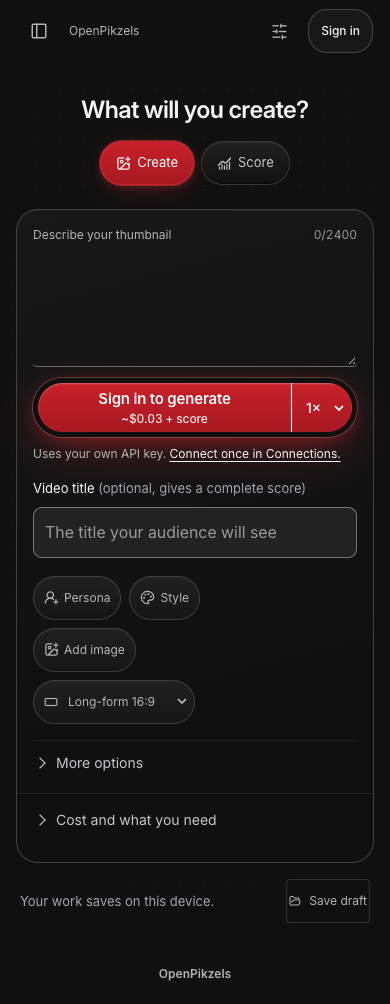 OpenPikzels
Sign in
What will you create?
Create
Score
Describe your thumbnail
0/2400
Sign in to generate
~$0.03 + score
1×
Uses your own API key. Connect once in Connections.
Video title (optional, gives a complete score)
The title your audience will see
Persona
Style
Add image
Long-form 16:9
More options
Cost and what you need
Your work saves on this device.
Save draft
OpenPikzels